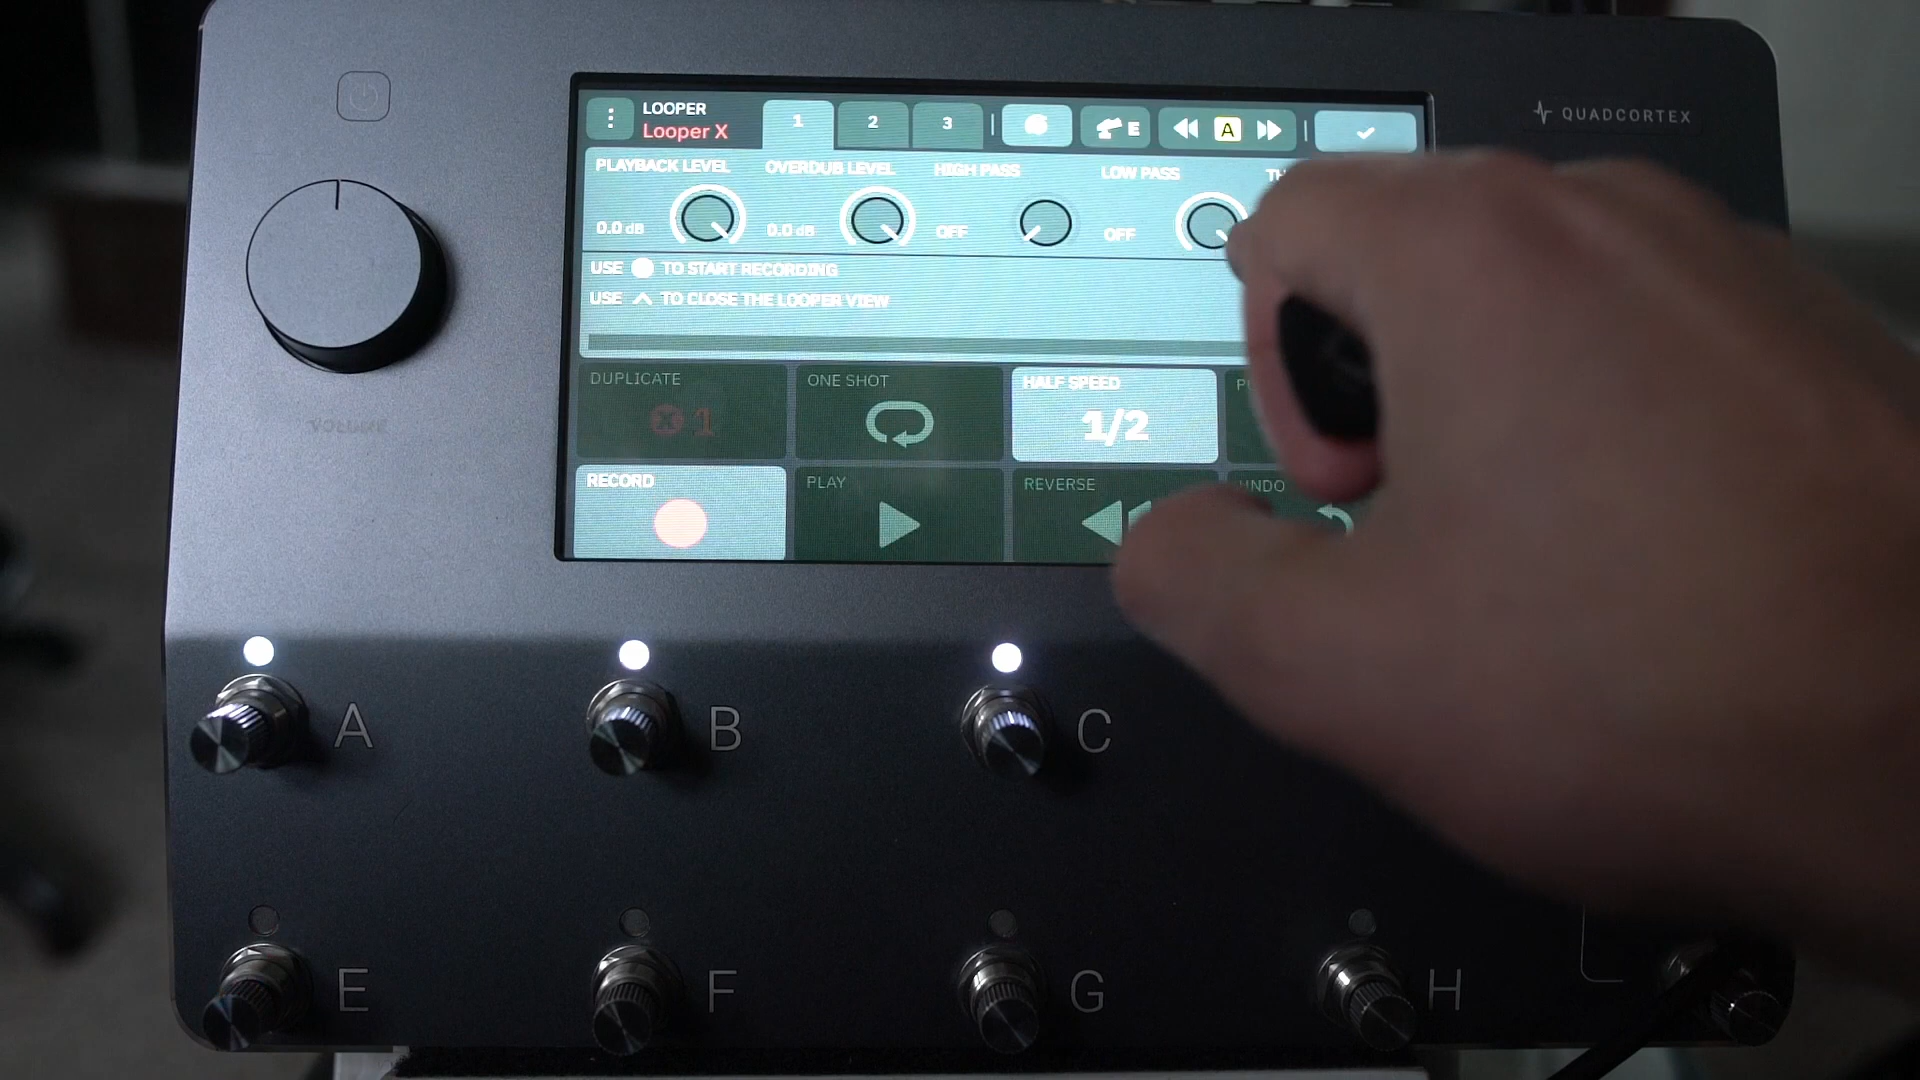 LOOPER
Looper X
1
2
3
E
A
QUADCORTEX
PLAYBACK LEVEL
OVERDUB LEVEL
HIGH PASS
LOW PASS
0.0 dB
0.0 dB
OFF
OFF
USE TO START RECORDING
USE TO CLOSE THE LOOPER VIEW
DUPLICATE
ONE SHOT
HALF SPEED
X 1
1/2
RECORD
PLAY
REVERSE
UNDO
VOLUME
A
B
C
E
F
G
H